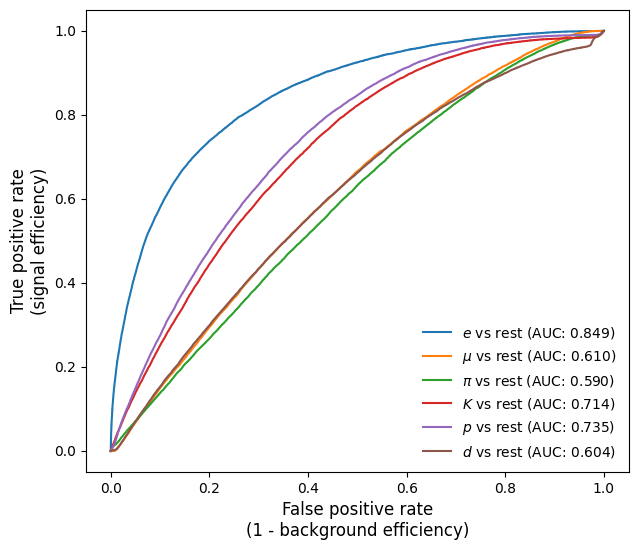 1.0
0.8
0.6
0.4
0.2
0.0
True positive rate
(signal efficiency)
e vs rest (AUC: 0.849)
μ vs rest (AUC: 0.610)
π vs rest (AUC: 0.590)
K vs rest (AUC: 0.714)
p vs rest (AUC: 0.735)
d vs rest (AUC: 0.604)
0.0 0.2 0.4 0.6 0.8 1.0
False positive rate
(1 - background efficiency)